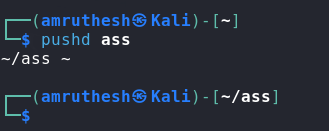 ┌──(amruthesh㉿Kali)-[~]
└─$ pushd ass
~/ass ~
┌──(amruthesh㉿Kali)-[~/ass]
└─$